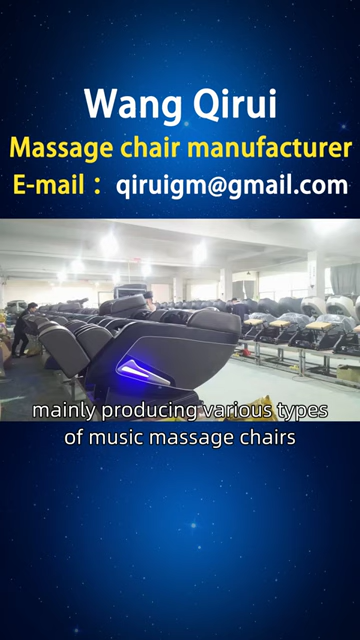 Wang Qirui
Massage chair manufacturer
E-mail： qiruigm@gmail.com
mainly producing various types
of music massage chairs